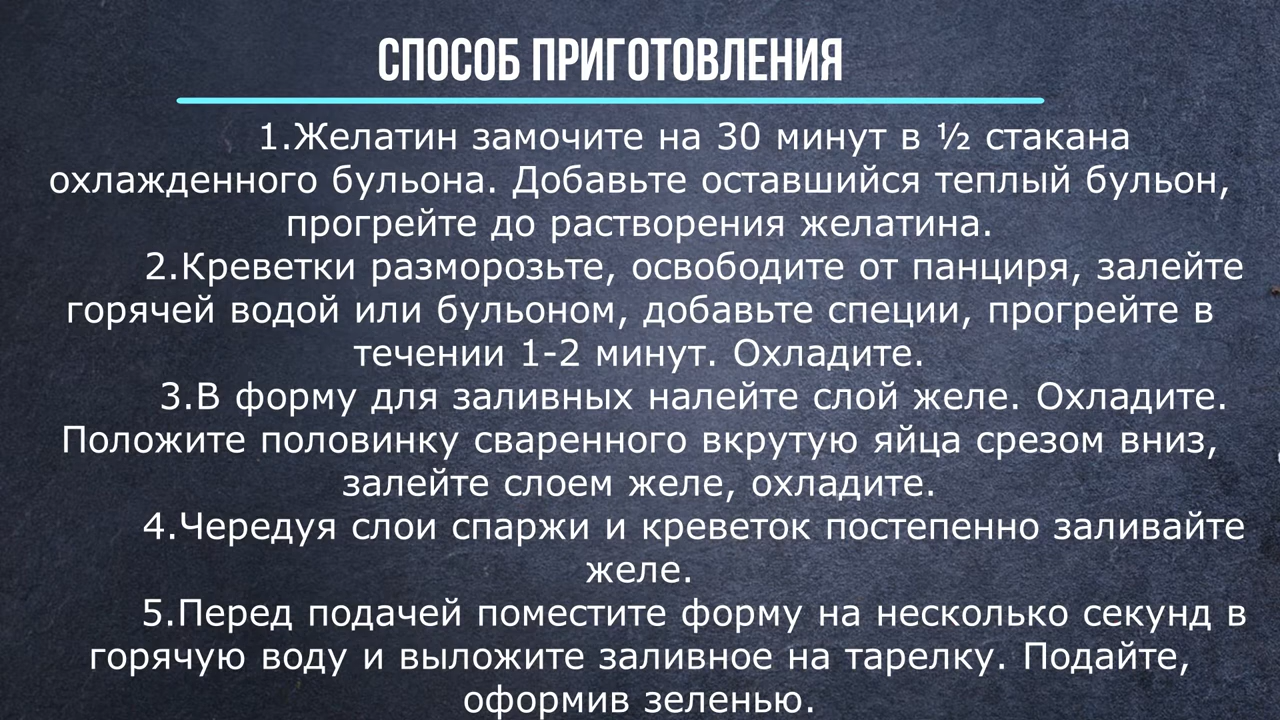 СПОСОБ ПРИГОТОВЛЕНИЯ
1.Желатин замочите на 30 минут в ½ стакана
охлажденного бульона. Добавьте оставшийся теплый бульон,
прогрейте до растворения желатина.
2.Креветки разморозьте, освободите от панциря, залейте
горячей водой или бульоном, добавьте специи, прогрейте в
течении 1-2 минут. Охладите.
3.В форму для заливных налейте слой желе. Охладите.
Положите половинку сваренного вкрутую яйца срезом вниз,
залейте слоем желе, охладите.
4.Чередуя слои спаржи и креветок постепенно заливайте
желе.
5.Перед подачей поместите форму на несколько секунд в
горячую воду и выложите заливное на тарелку. Подайте,
оформив зеленью.